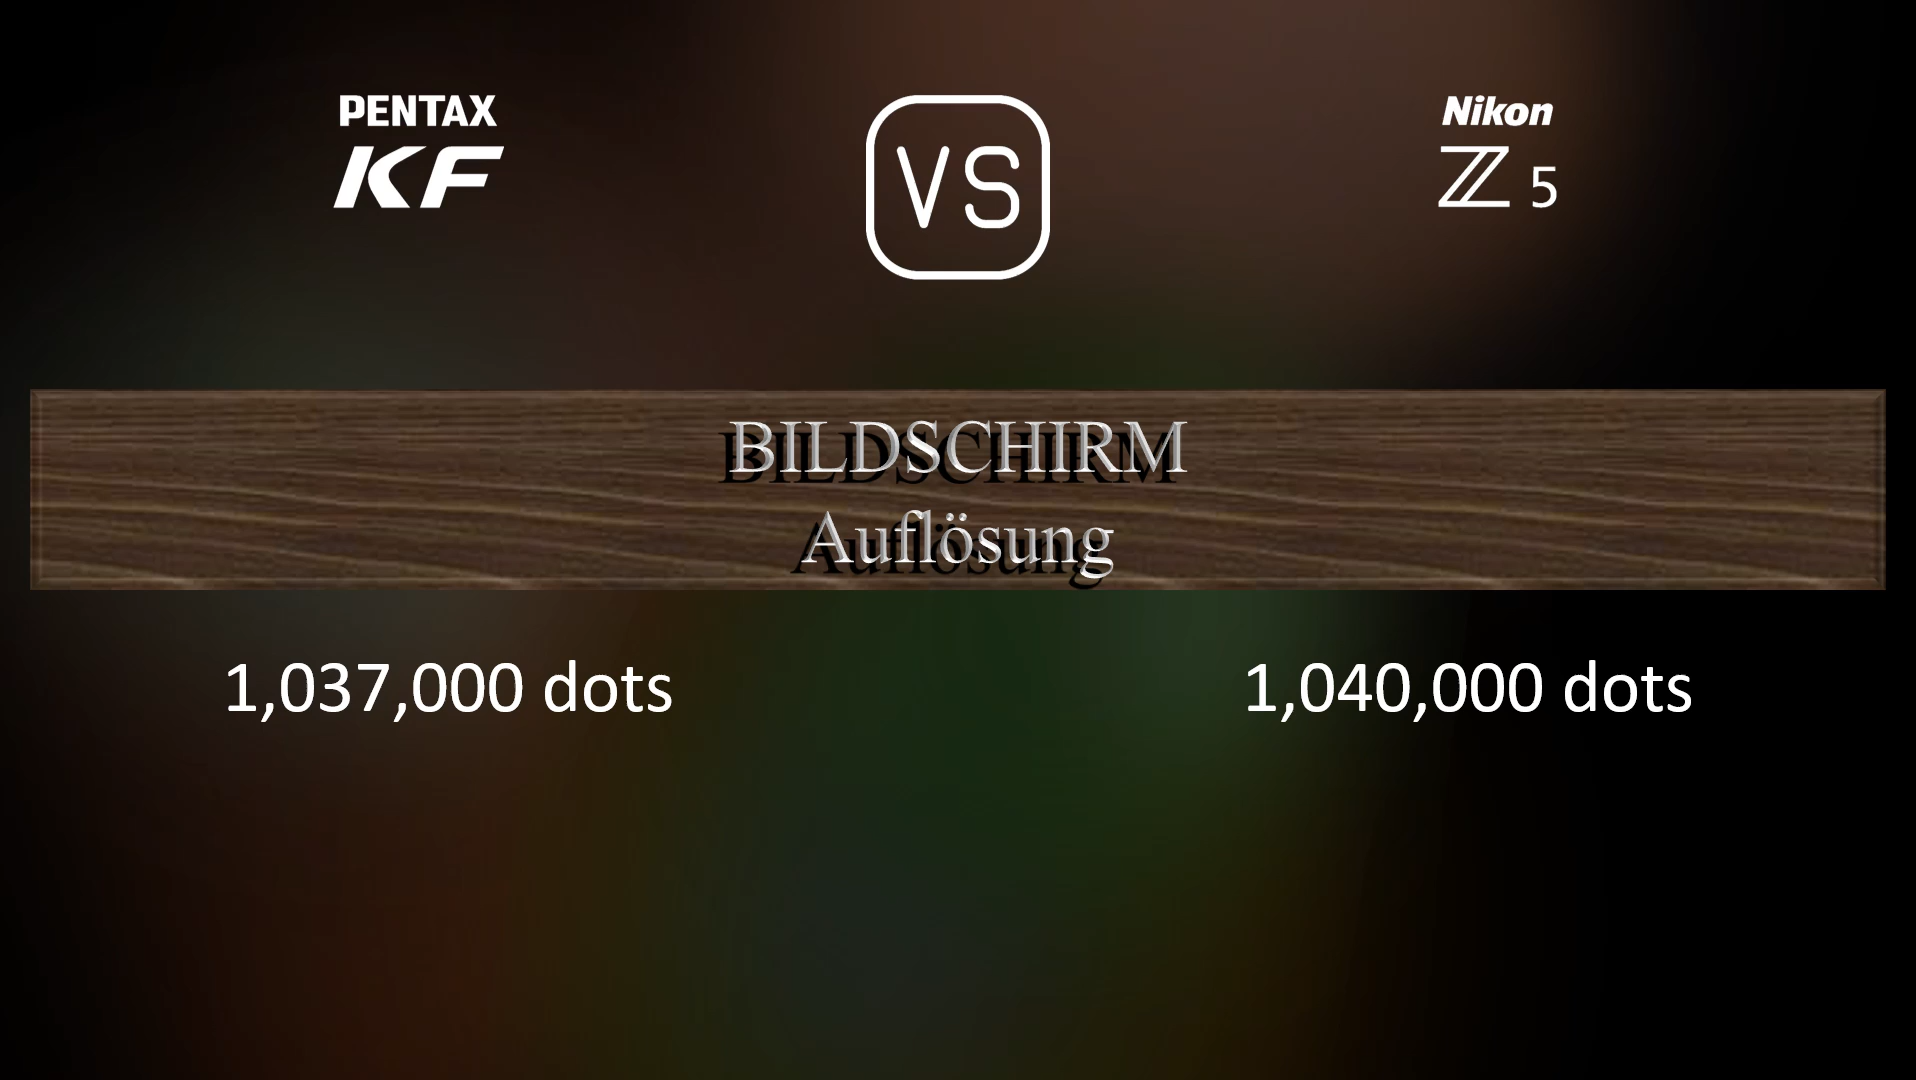 PENTAX
KF
VS
Nikon
Z 5
BILDSCHIRM
Auflösung
1,037,000 dots
1,040,000 dots